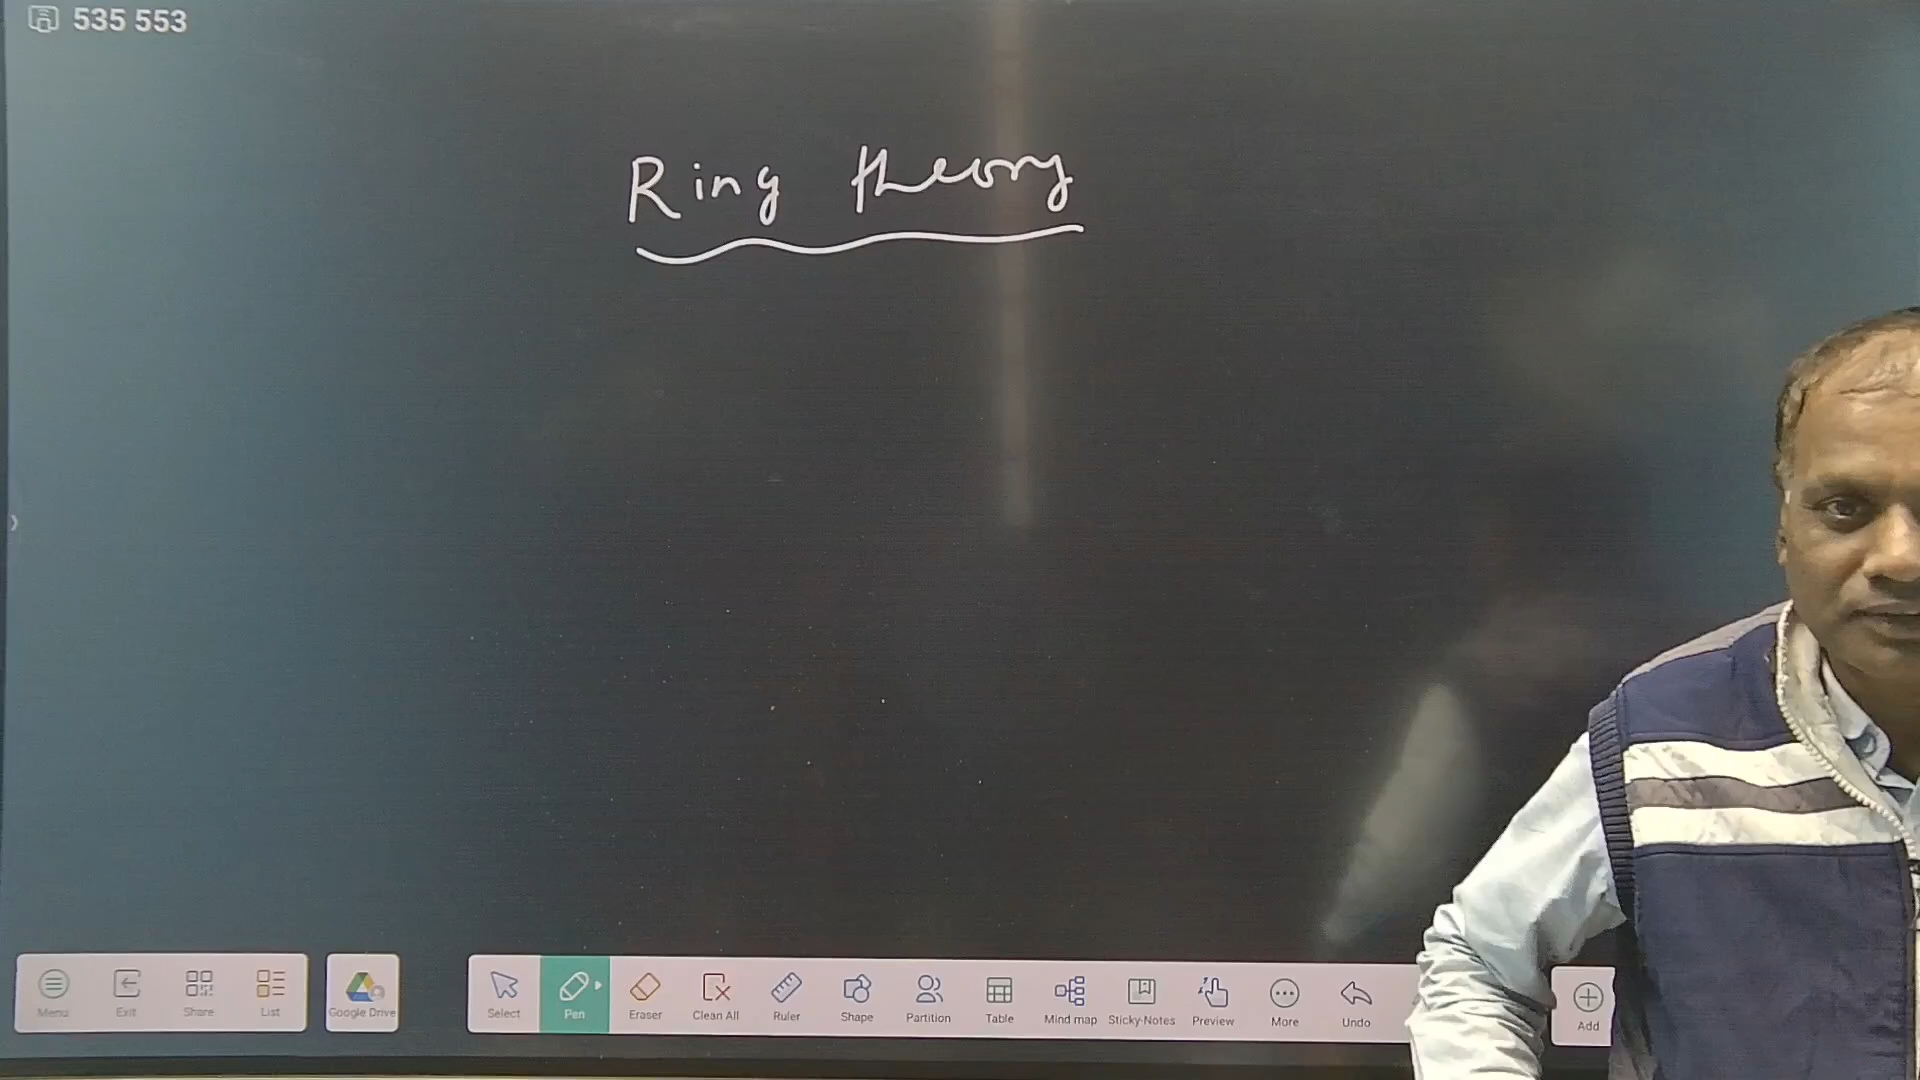 535 553
Ring theory
Menu Exit Share List Google Drive Select Pen Eraser Clean All Ruler Shape Partition Table Mind map Sticky-Notes Preview More Undo Add